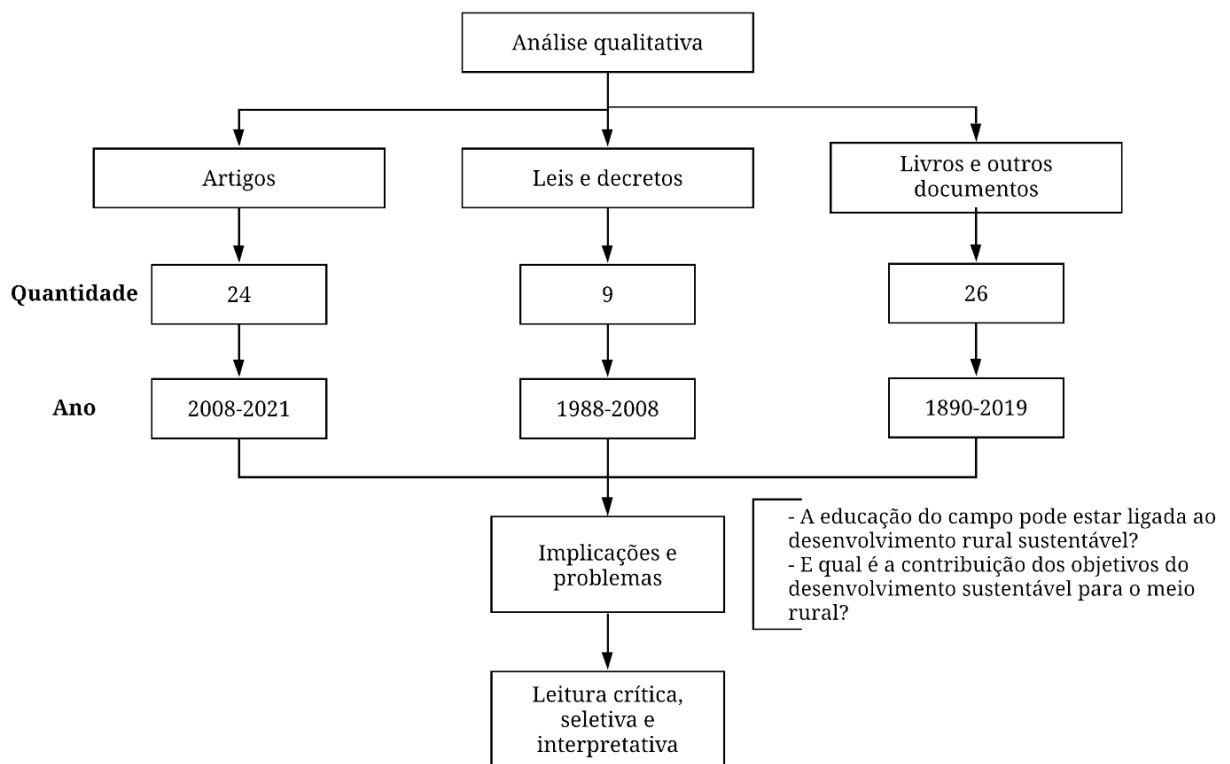 Análise qualitativa
Artigos
Leis e decretos
Livros e outros
documentos
Quantidade
24
9
26
Ano
2008-2021
1988-2008
1890-2019
Implicações e
problemas
- A educação do campo pode estar ligada ao
desenvolvimento rural sustentável?
- E qual é a contribuição dos objetivos do
desenvolvimento sustentável para o meio
rural?
Leitura crítica,
seletiva e
interpretativa